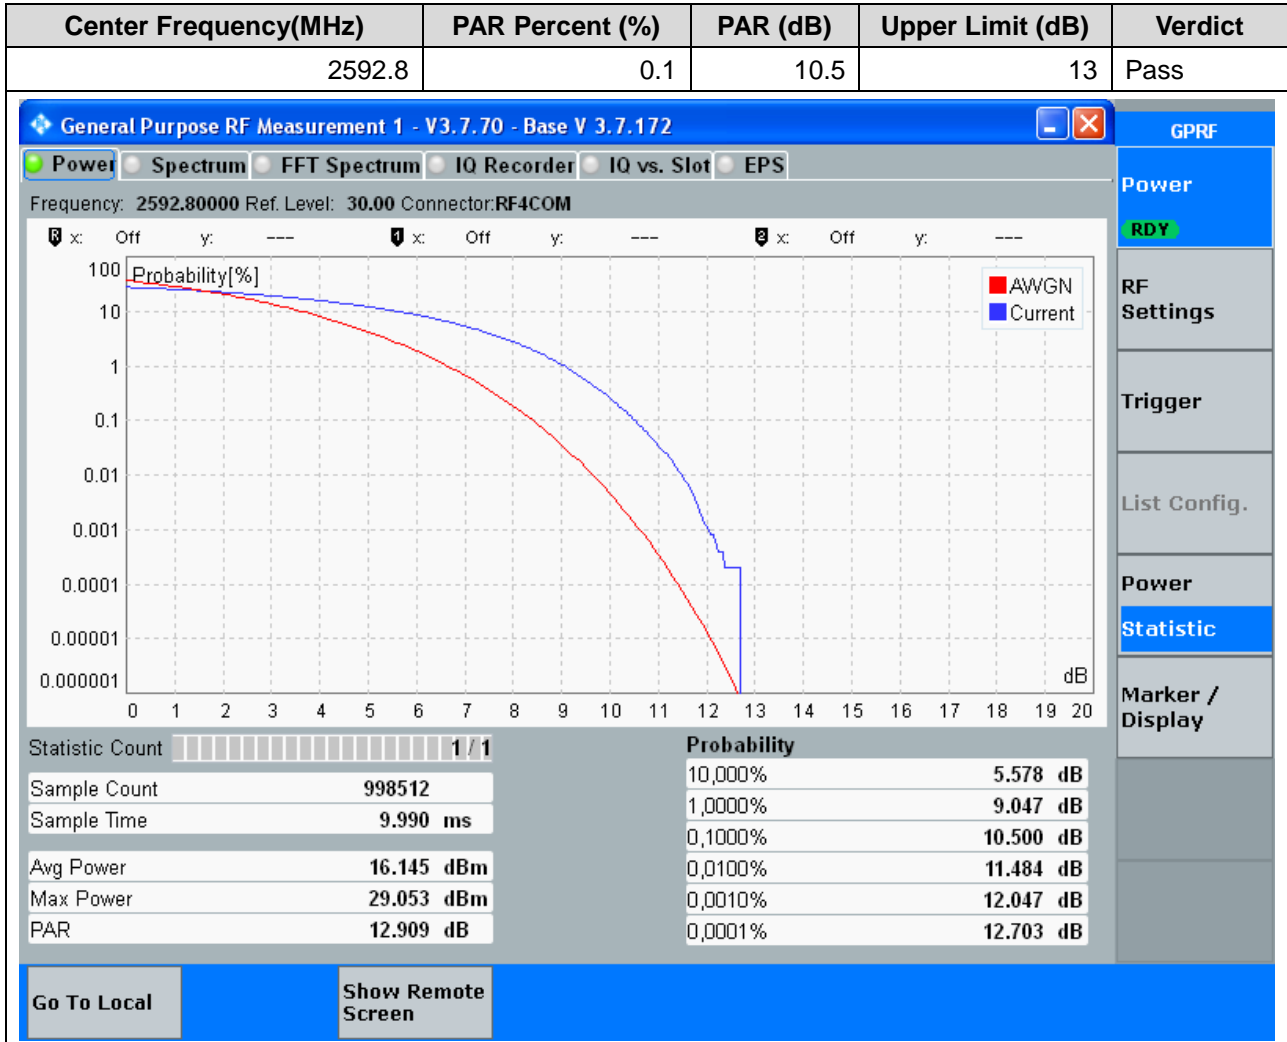 Center Frequency(MHz) PAR Percent (%) PAR (dB) Upper Limit (dB) Verdict
2592.8 0.1 10.5 13 Pass
General Purpose RF Measurement 1 - V3.7.70 - Base V 3.7.172
GPRF
Power Spectrum FFT Spectrum IQ Recorder IQ vs. Slot EPS
Frequency: 2592.80000 Ref. Level: 30.00 Connector:RF4COM
R x: Off y: --- 1 x: Off y: --- 2 x: Off y: ---
Probability[%]
AWGN
Current
100
10
1
0.1
0.01
0.001
0.0001
0.00001
0.000001
dB
0 1 2 3 4 5 6 7 8 9 10 11 12 13 14 15 16 17 18 19 20
Statistic Count 1 / 1
Sample Count 998512
Sample Time 9.990 ms
Avg Power 16.145 dBm
Max Power 29.053 dBm
PAR 12.909 dB
Probability
10,000% 5.578 dB
1,0000% 9.047 dB
0,1000% 10.500 dB
0,0100% 11.484 dB
0,0010% 12.047 dB
0,0001% 12.703 dB
Power
RDY
RF
Settings
Trigger
List Config.
Power
Statistic
Marker /
Display
Go To Local
Show Remote
Screen